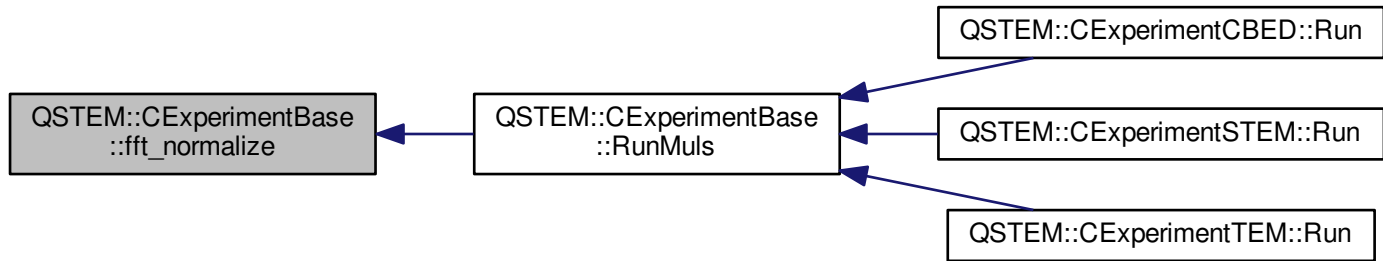 QSTEM::CExperimentBase
::fft_normalize
QSTEM::CExperimentBase
::RunMuls
QSTEM::CExperimentCBED::Run
QSTEM::CExperimentSTEM::Run
QSTEM::CExperimentTEM::Run